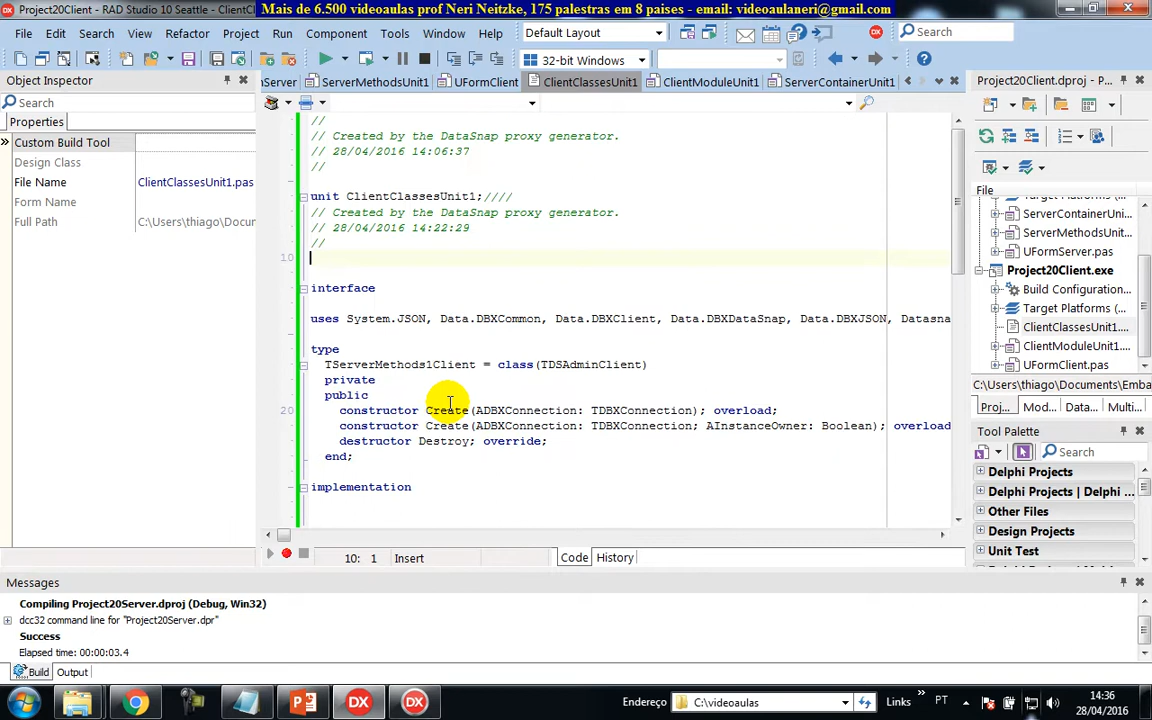 Mais de 6.500 videoaulas prof Neri Neitzke, 175 palestras em 8 paises - email: videoaulaneri@gmail.com
Project20Client - RAD Studio 10 Seattle - ClientCl
File Edit Search View Refactor Project Run Component Tools Window Help
Default Layout
Search
32-bit Windows
Object Inspector
Search
Properties
Custom Build Tool
Design Class
File Name ClientClassesUnit1.pas
Form Name
Full Path C:\Users\thiago\Docum
Server ServerMethodsUnit1 UFormClient ClientClassesUnit1 ClientModuleUnit1 ServerContainerUnit1
//
// Created by the DataSnap proxy generator.
// 28/04/2016 14:06:37
//
unit ClientClassesUnit1;////
// Created by the DataSnap proxy generator.
// 28/04/2016 14:22:29
//
10
interface
uses System.JSON, Data.DBXCommon, Data.DBXClient, Data.DBXDataSnap, Data.DBXJSON, Datasna
type
TServerMethods1Client = class(TDSAdminClient)
private
public
20 constructor Create(ADBXConnection: TDBXConnection); overload;
constructor Create(ADBXConnection: TDBXConnection; AInstanceOwner: Boolean); overload
destructor Destroy; override;
end;
implementation
10: 1 Insert
Code History
Project20Client.dproj - P...
File
Target Platforms (...
ServerContainerUni...
ServerMethodsUnit...
UFormServer.pas
Project20Client.exe
Build Configuration...
Target Platforms (...
ClientClassesUnit1....
ClientModuleUnit1....
UFormClient.pas
C:\Users\thiago\Documents\Emba
Proj... Mod... Data... Multi...
Tool Palette
Search
Delphi Projects
Delphi Projects | Delphi ...
Other Files
Design Projects
Unit Test
Messages
Compiling Project20Server.dproj (Debug, Win32)
dcc32 command line for "Project20Server.dpr"
Success
Elapsed time: 00:00:03.4
Build Output
Endereço C:\videoaulas Links » PT
14:36
28/04/2016